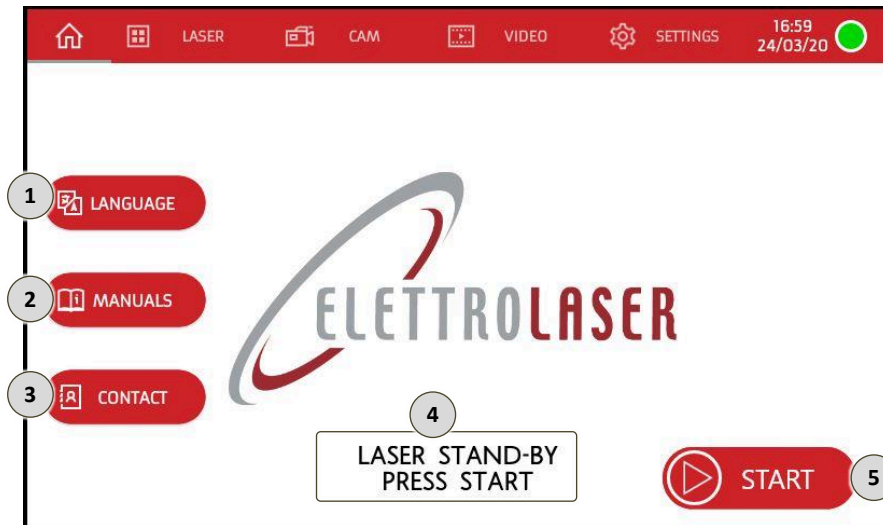 LASER
CAM
VIDEO
SETTINGS
16:59
24/03/20
1
LANGUAGE
2
MANUALS
ELETTROLASER
3
CONTACT
4
LASER STAND-BY
PRESS START
START
5